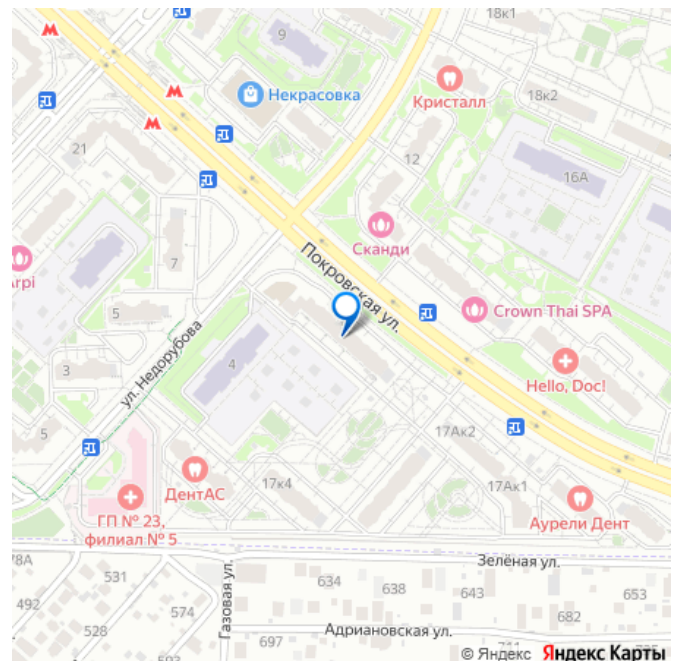 18к1
9
Некрасовка
Кристалл
18к2
21
12
16А
Сканди
Arpi
7
Покровская ул.
5
Crown Thai SPA
ул. Недорубова
3
4
Hello, Doc!
5
17Ак2
ДентАС
17к4
17Ак1
ГП № 23,
филиал № 5
Аурели Дент
78А
Зелёная ул.
531
634
638
643
492
574
682
Газовая ул.
528
Адриановская ул.
697
593
© Яндекс Яндекс Карты